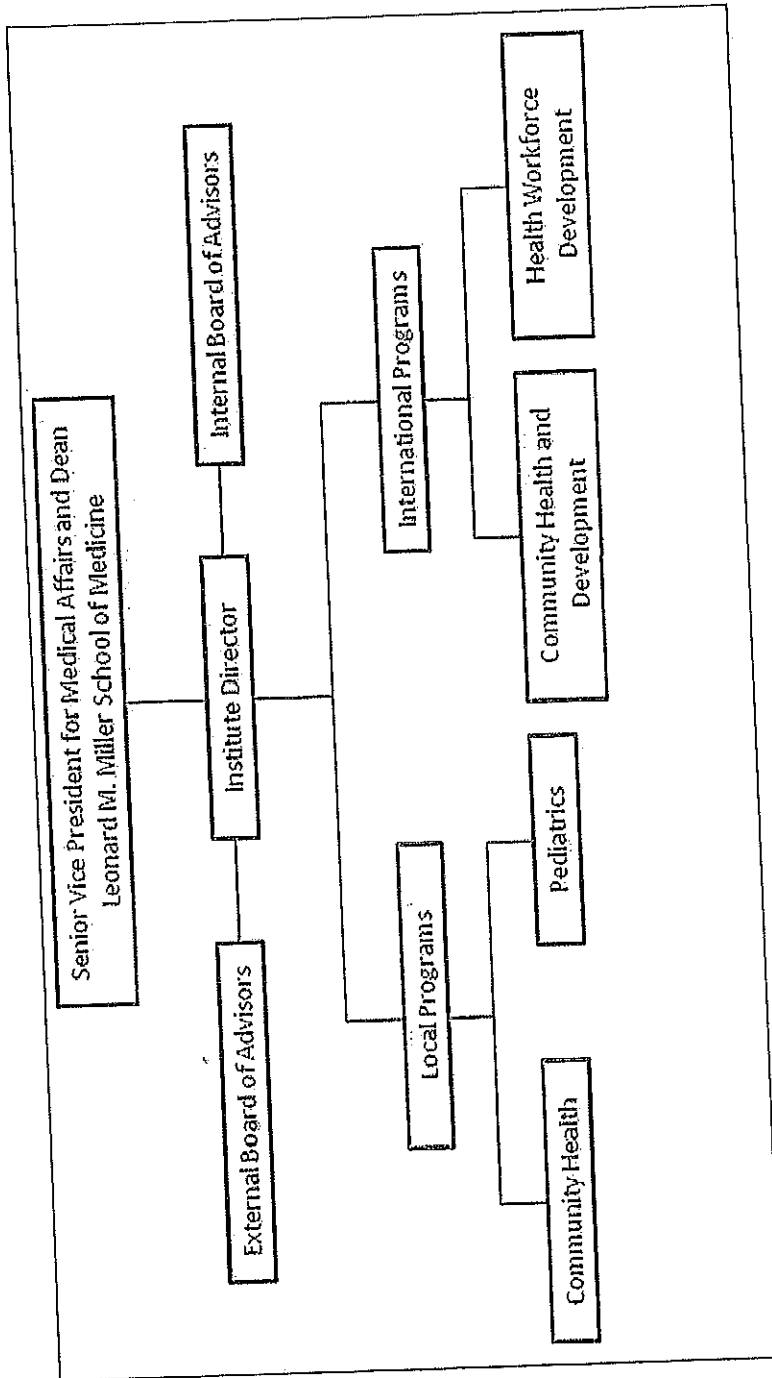 Senior Vice President for Medical Affairs and Dean
Leonard M. Miller School of Medicine
External Board of Advisors
Institute Director
Internal Board of Advisors
Local Programs
International Programs
Community Health
Pediatrics
Community Health and
Development
Health Workforce
Development